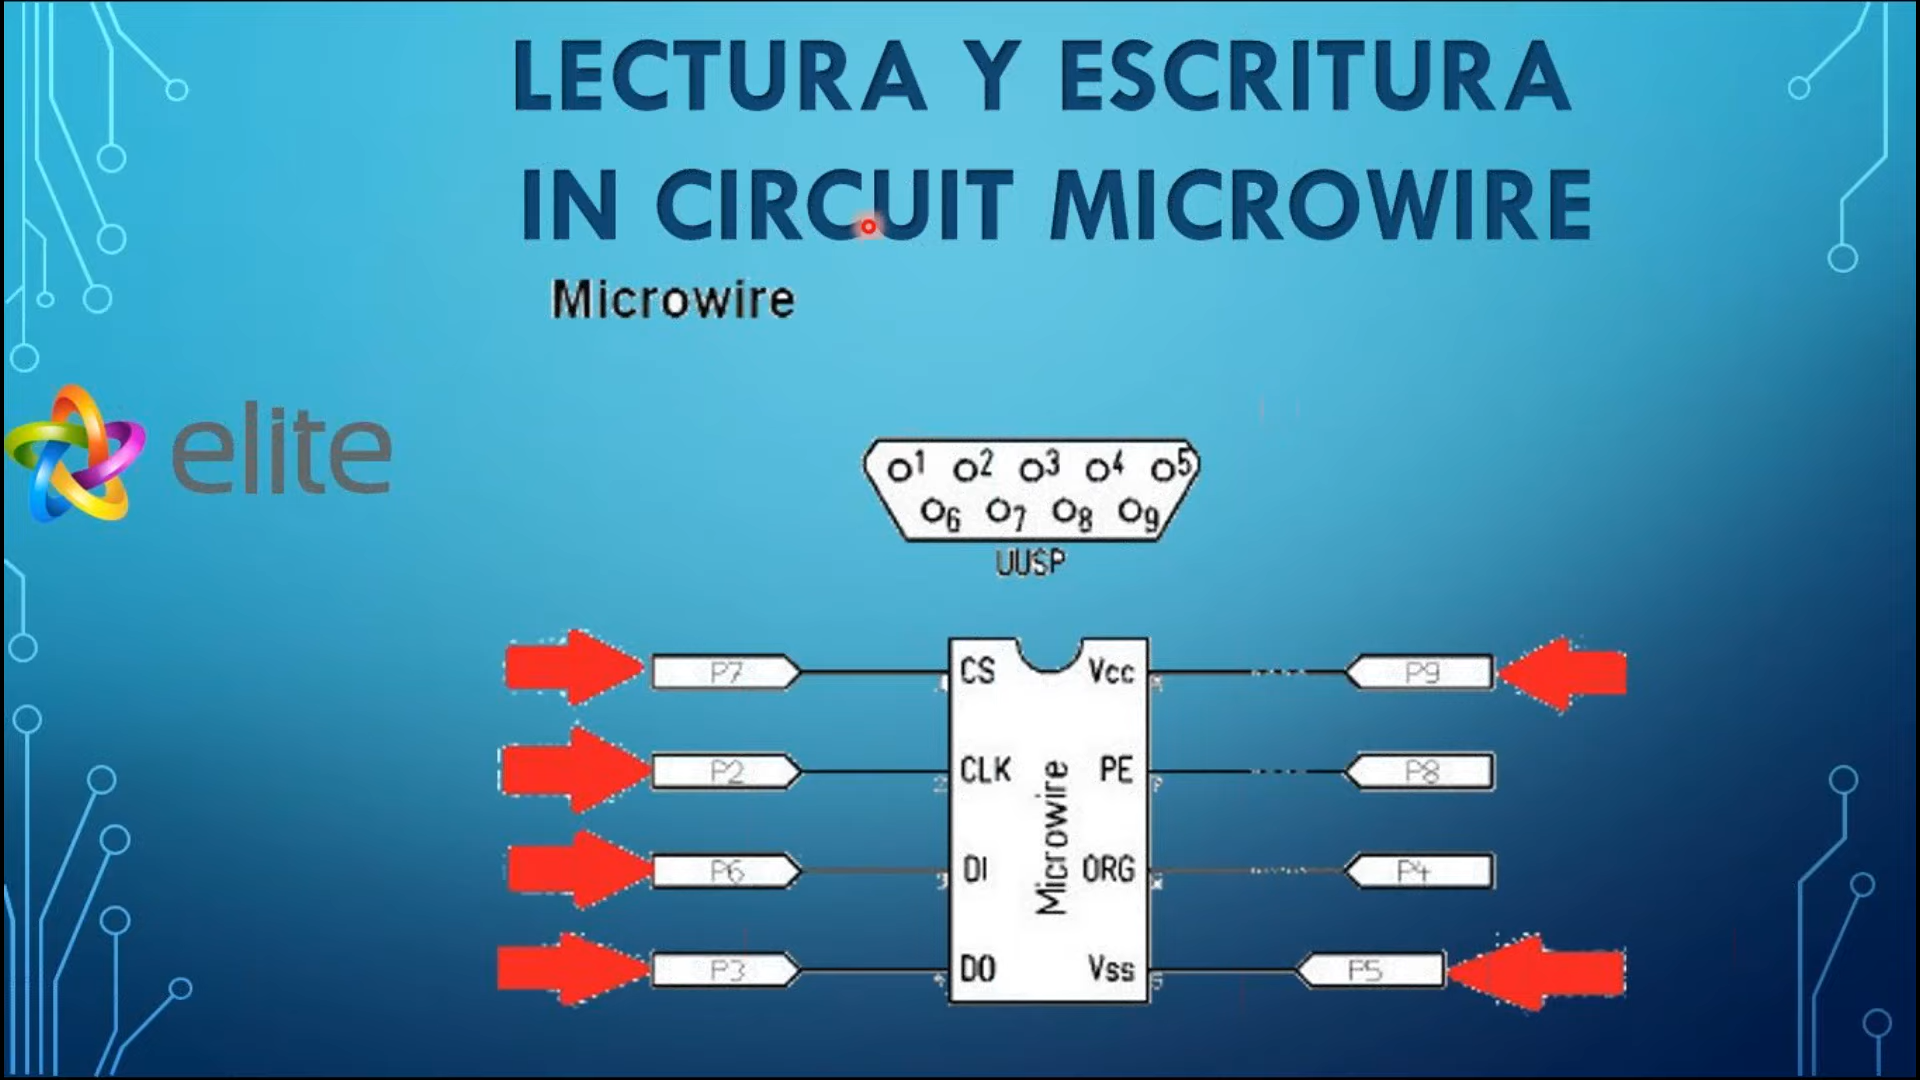 LECTURA Y ESCRITURA
IN CIRCUIT MICROWIRE
Microwire
elite
1 2 3 4 5
6 7 8 9
UUSP
P7 CS Vcc P9
P2 CLK PE P8
P6 DI ORG P4
P3 DO Vss P5
Microwire